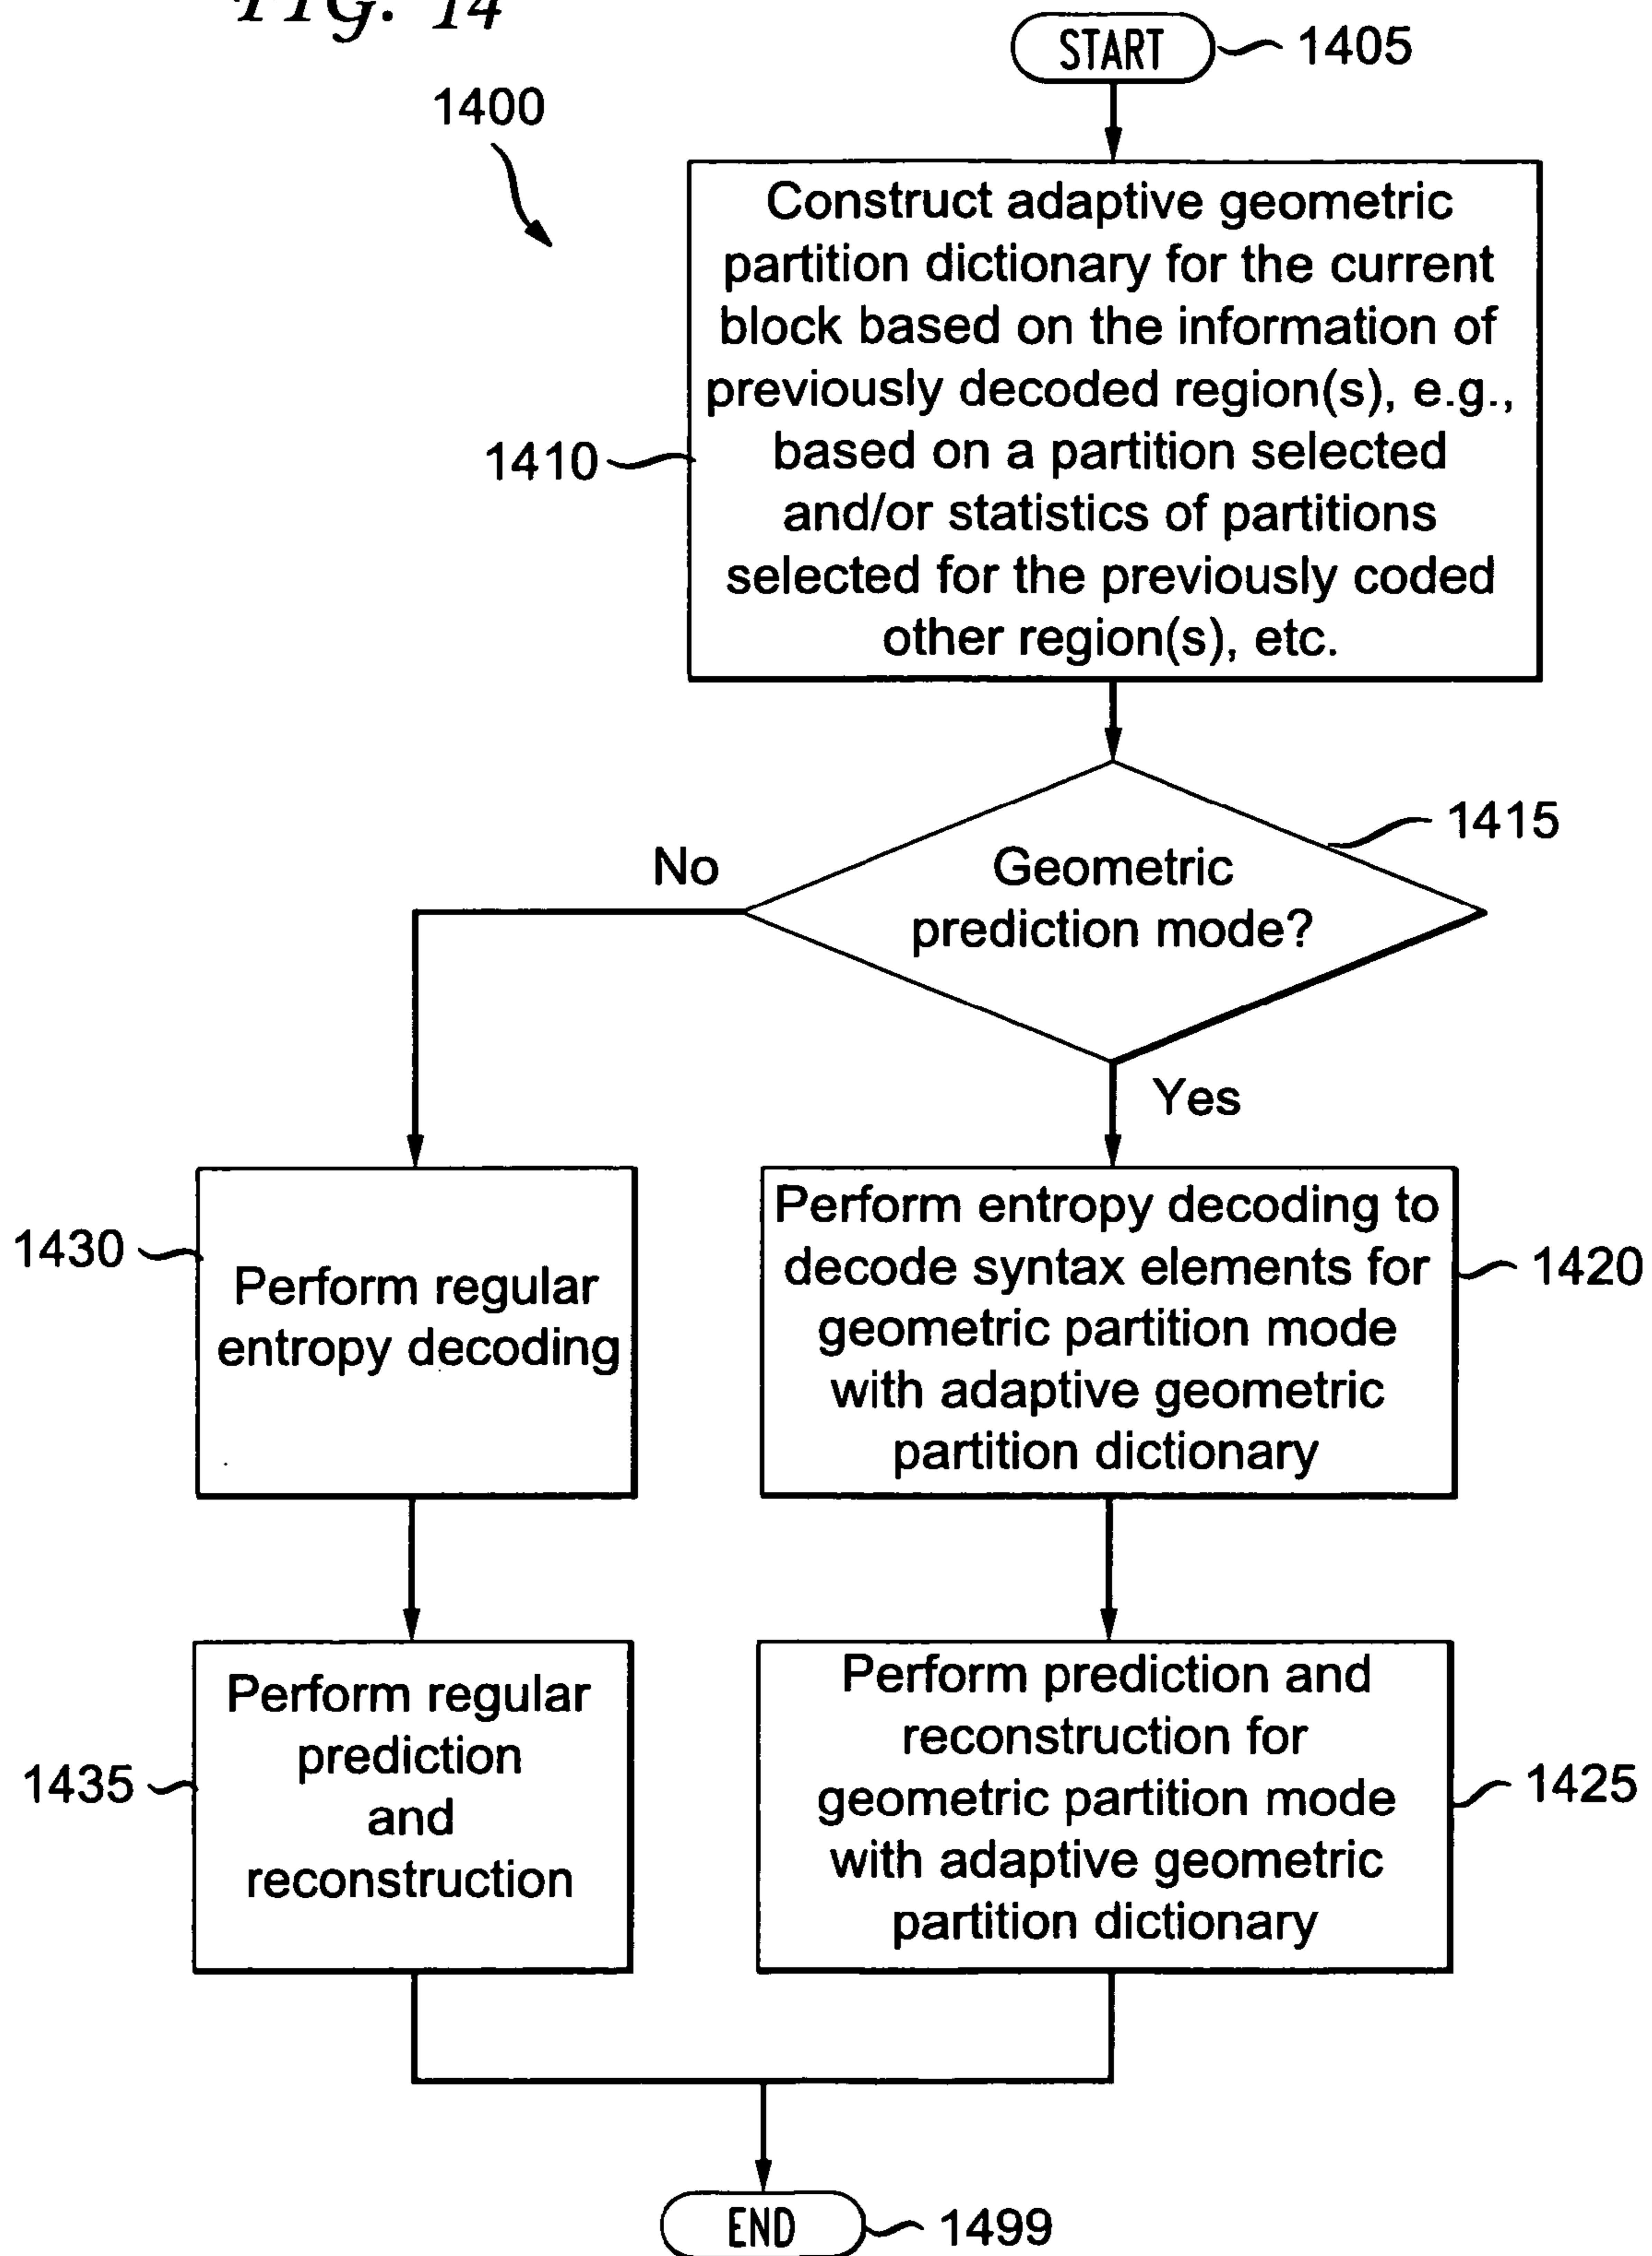 FIG. 14
START
1405
1400
Construct adaptive geometric
partition dictionary for the current
block based on the information of
previously decoded region(s), e.g.,
based on a partition selected
and/or statistics of partitions
selected for the previously coded
other region(s), etc.
1410
1415
Geometric
prediction mode?
No
Yes
1430
Perform regular
entropy decoding
Perform entropy decoding to
decode syntax elements for
geometric partition mode
with adaptive geometric
partition dictionary
1420
1435
Perform regular
prediction
and
reconstruction
Perform prediction and
reconstruction for
geometric partition mode
with adaptive geometric
partition dictionary
1425
END
1499